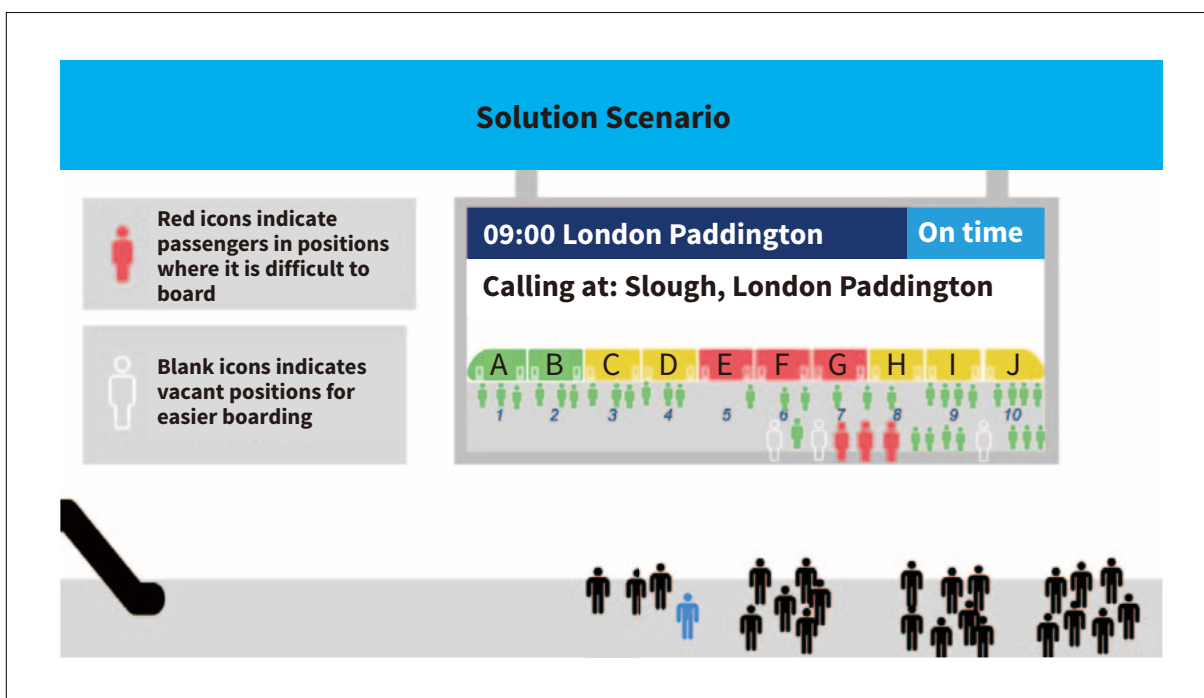 Solution Scenario
Red icons indicate
passengers in positions
where it is difficult to
board
Blank icons indicates
vacant positions for
easier boarding
09:00 London Paddington
On time
Calling at: Slough, London Paddington
A B C D E F G H I J
1 2 3 4 5 6 7 8 9 10